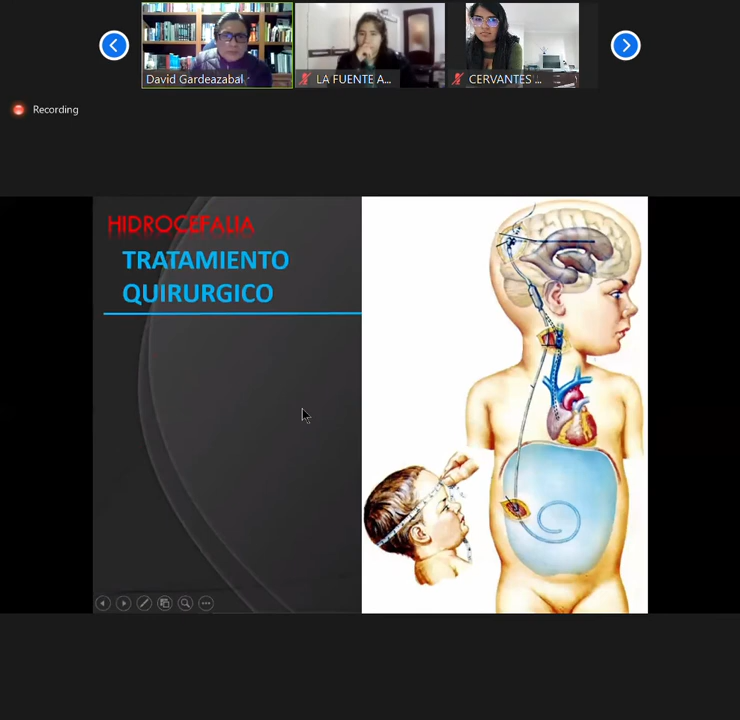 David Gardeazabal
LA FUENTE A...
CERVANTES ...
Recording
HIDROCEFALIA
TRATAMIENTO
QUIRURGICO